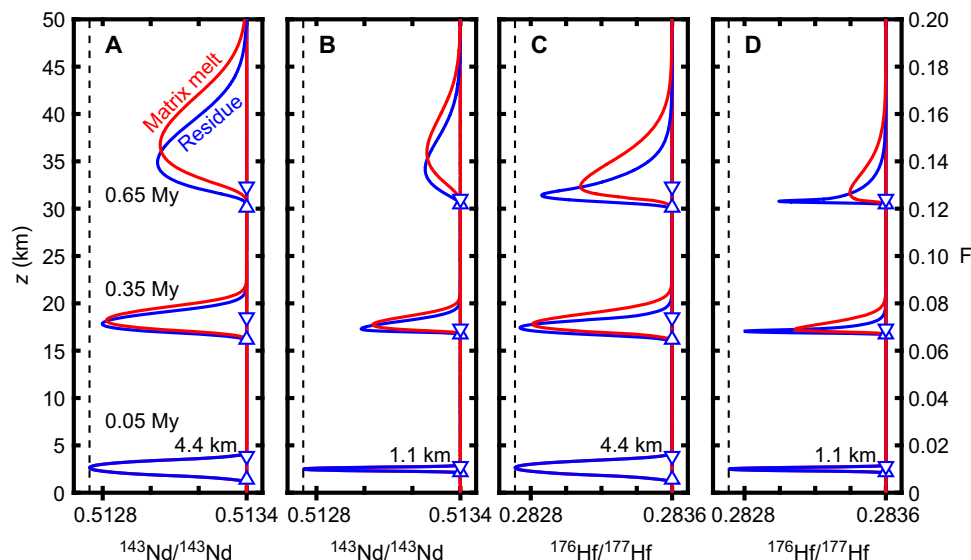 A
B
C
D
50
45
40
35
30
25
20
15
10
5
0
z (km)
Matrix melt
Residue
0.65 My
0.35 My
0.05 My
4.4 km
1.1 km
4.4 km
1.1 km
0.20
0.18
0.16
0.14
0.12
0.10
0.08
0.06
0.04
0.02
0.00
F
0.5128
0.5134
0.5128
0.5134
0.2828
0.2836
0.2828
0.2836
¹⁴³Nd/¹⁴³Nd
¹⁴³Nd/¹⁴³Nd
¹⁷⁶Hf/¹⁷⁷Hf
¹⁷⁶Hf/¹⁷⁷Hf